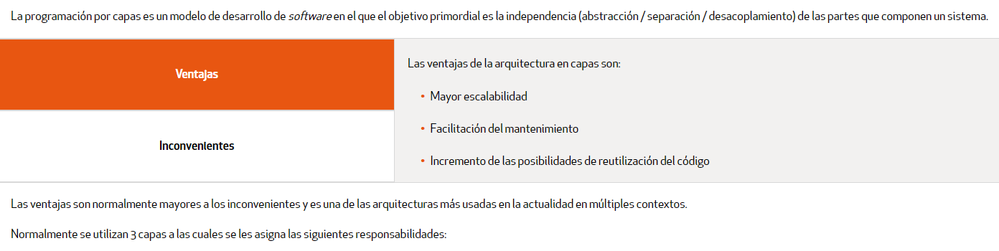 La programación por capas es un modelo de desarrollo de software en el que el objetivo primordial es la independencia (abstracción / separación / desacoplamiento) de las partes que componen un sistema.
Ventajas
Inconvenientes
Las ventajas de la arquitectura en capas son:
• Mayor escalabilidad
• Facilitación del mantenimiento
• Incremento de las posibilidades de reutilización del código
Las ventajas son normalmente mayores a los inconvenientes y es una de las arquitecturas más usadas en la actualidad en múltiples contextos.
Normalmente se utilizan 3 capas a las cuales se les asigna las siguientes responsabilidades: